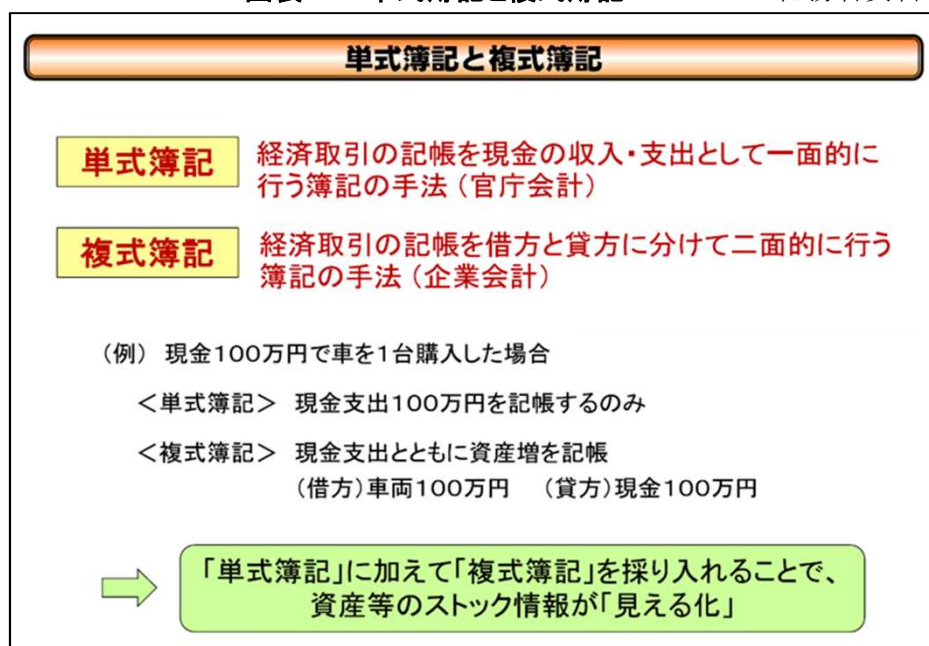 単式簿記と複式簿記
単式簿記
経済取引の記帳を現金の収入・支出として一面的に
行う簿記の手法（官庁会計）
複式簿記
経済取引の記帳を借方と貸方に分けて二面的に行う
簿記の手法（企業会計）
（例） 現金100万円で車を1台購入した場合
＜単式簿記＞ 現金支出100万円を記帳するのみ
＜複式簿記＞ 現金支出とともに資産増を記帳
（借方）車両100万円 （貸方）現金100万円
「単式簿記」に加えて「複式簿記」を採り入れることで、
資産等のストック情報が「見える化」